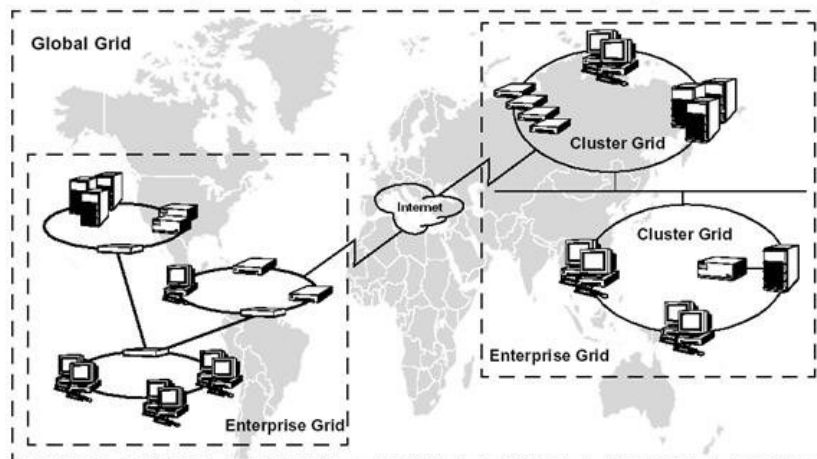 Global Grid
Cluster Grid
Internet
Cluster Grid
Enterprise Grid
Enterprise Grid